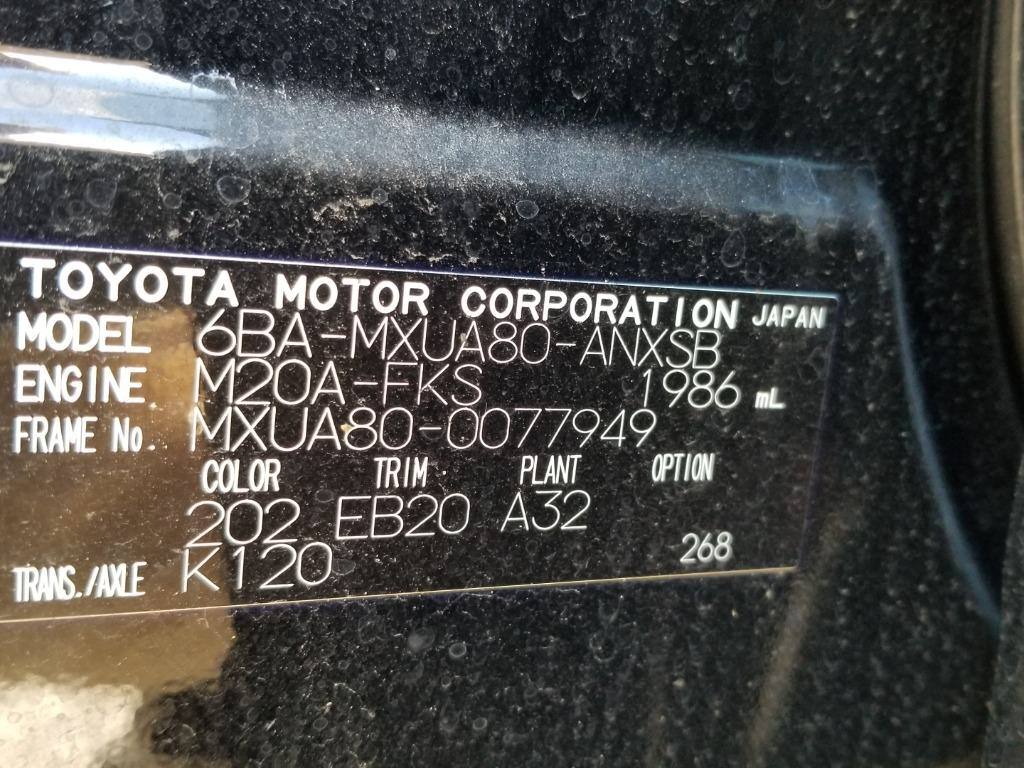 TOYOTA MOTOR CORPORATION JAPAN
MODEL 6BA-MXUA80-ANXSB
ENGINE M20A-FKS 1986 mL
FRAME No. MXUA80-0077949
COLOR TRIM PLANT OPTION
202 EB20 A32
TRANS./AXLE K120 268